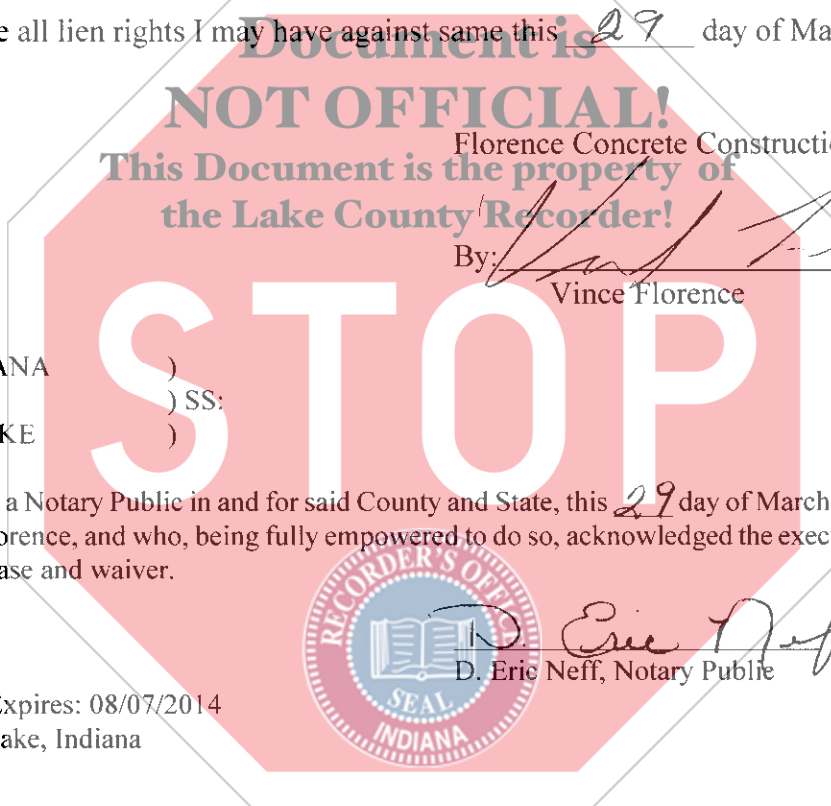 e all lien rights I may have against same this 29 day of Ma
Document is
NOT OFFICIAL!
Florence Concrete Constructi
This Document is the property of
the Lake County Recorder!
By:
Vince Florence
STOP
ANA )
) SS:
KE )
a Notary Public in and for said County and State, this 29 day of March
orence, and who, being fully empowered to do so, acknowledged the exec
ase and waiver.
RECORDER'S OFFICE
SEAL
INDIANA
D. Eric Neff
D. Eric Neff, Notary Public
Expires: 08/07/2014
ake, Indiana